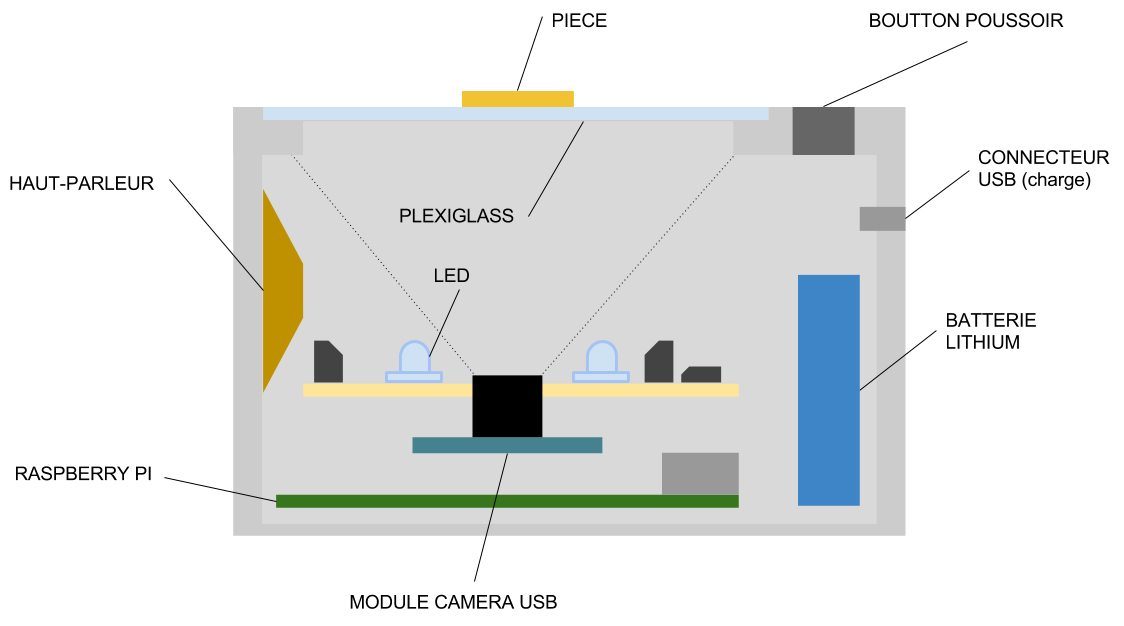 PIECE
BOUTTON POUSSOIR
CONNECTEUR
USB (charge)
HAUT-PARLEUR
PLEXIGLASS
LED
BATTERIE
LITHIUM
RASPBERRY PI
MODULE CAMERA USB